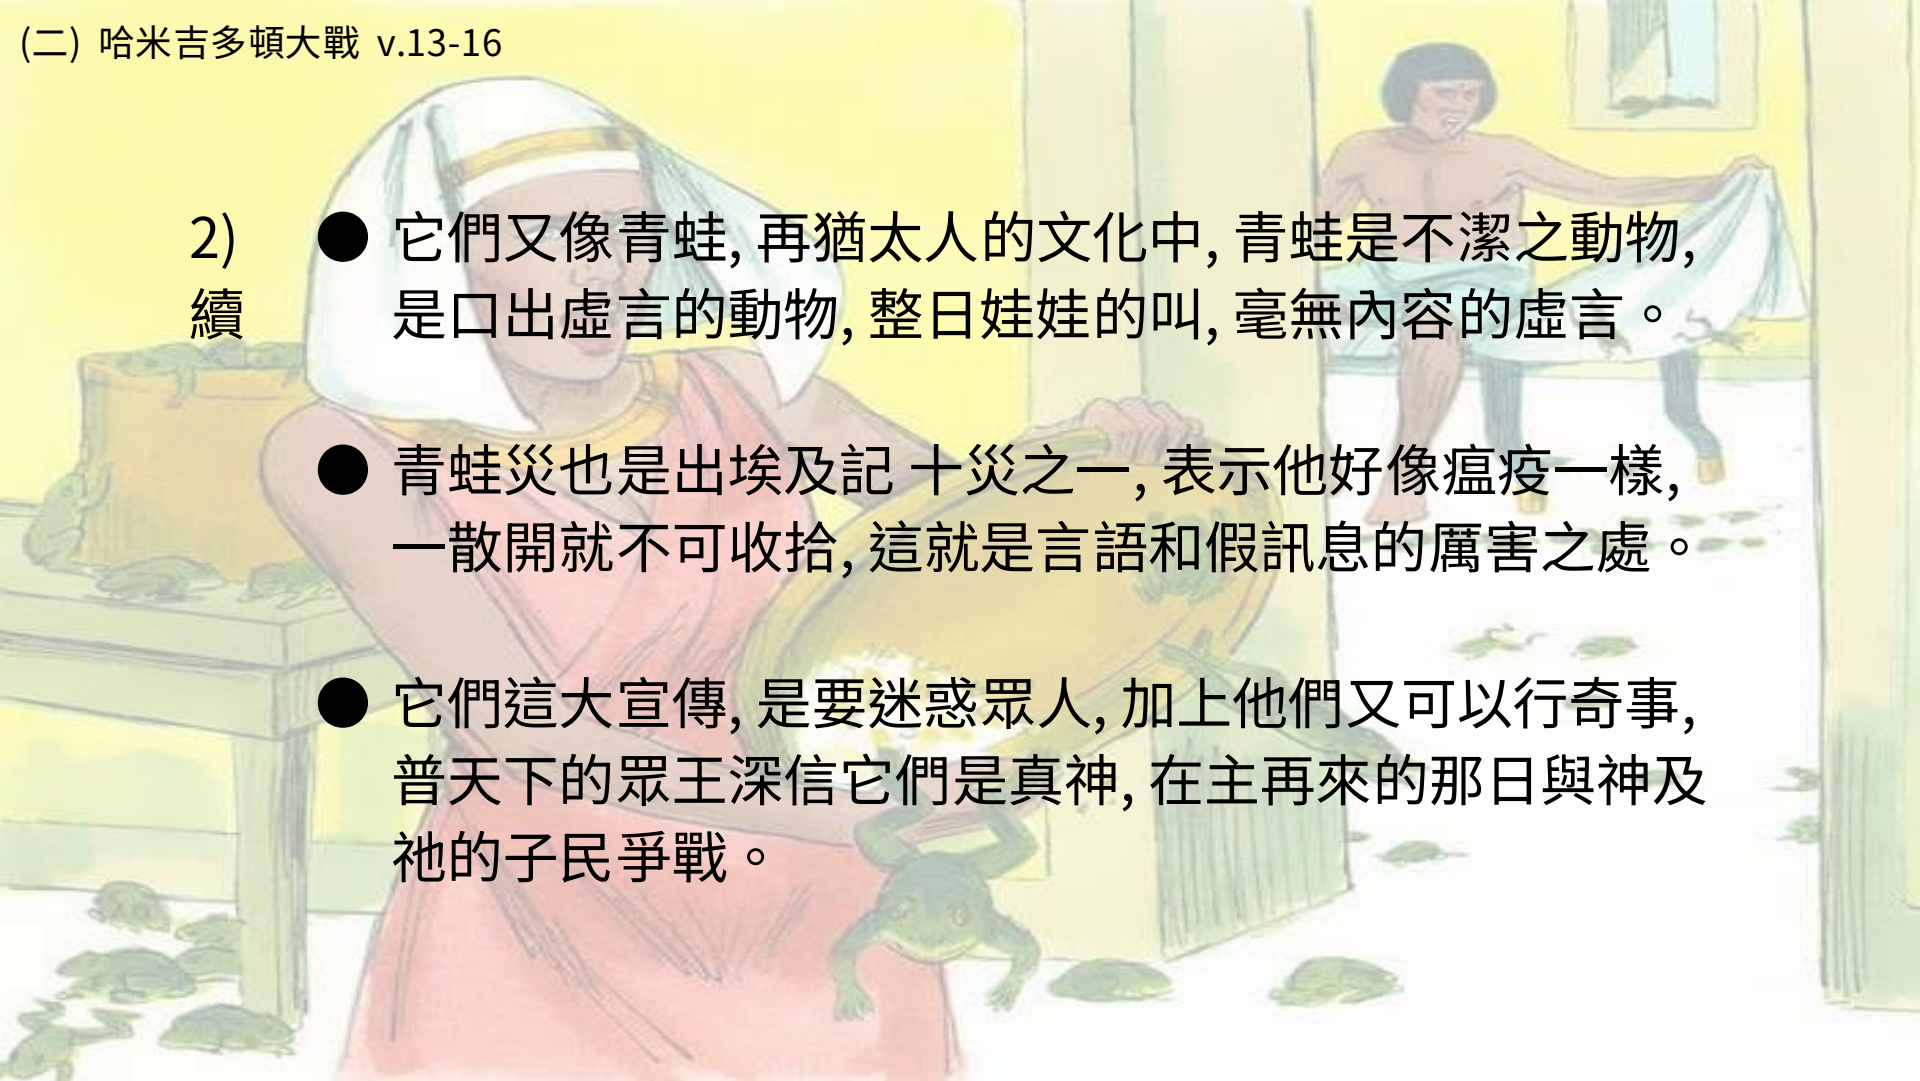 (二) 哈米吉多頓大戰 v.13-16
2)
續
● 它們又像青蛙, 再猶太人的文化中, 青蛙是不潔之動物,
是口出虛言的動物, 整日娃娃的叫, 毫無內容的虛言。
● 青蛙災也是出埃及記 十災之一, 表示他好像瘟疫一樣,
一散開就不可收拾, 這就是言語和假訊息的厲害之處。
● 它們這大宣傳, 是要迷惑眾人, 加上他們又可以行奇事,
普天下的眾王深信它們是真神, 在主再來的那日與神及
祂的子民爭戰。